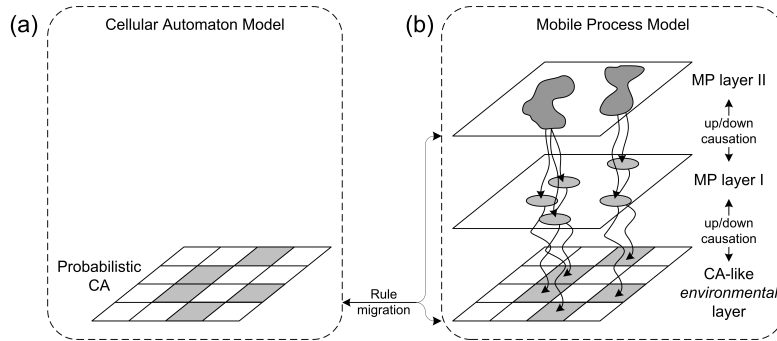 (a)
Cellular Automaton Model
Probabilistic
CA
Rule
migration
(b)
Mobile Process Model
MP layer II
up/down
causation
MP layer I
up/down
causation
CA-like
environmental
layer